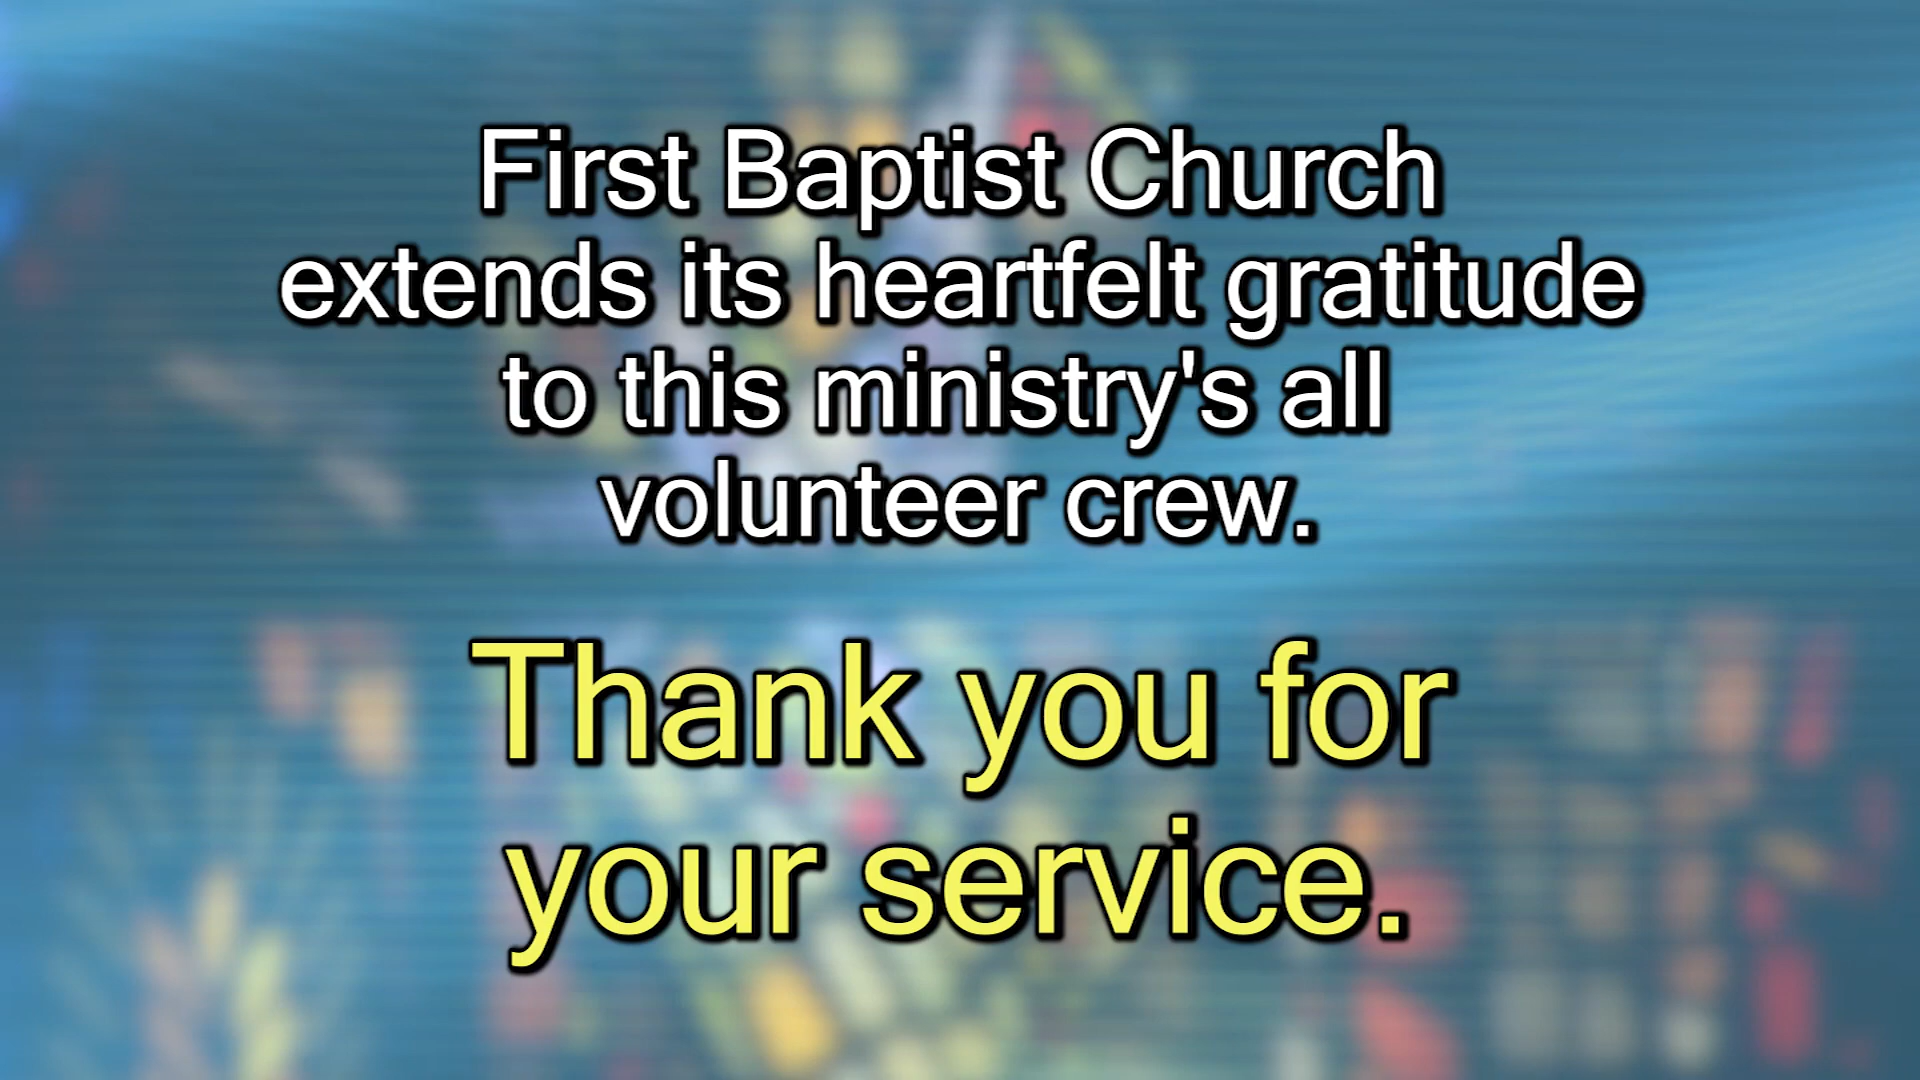 First Baptist Church
extends its heartfelt gratitude
to this ministry's all
volunteer crew.
Thank you for
your service.